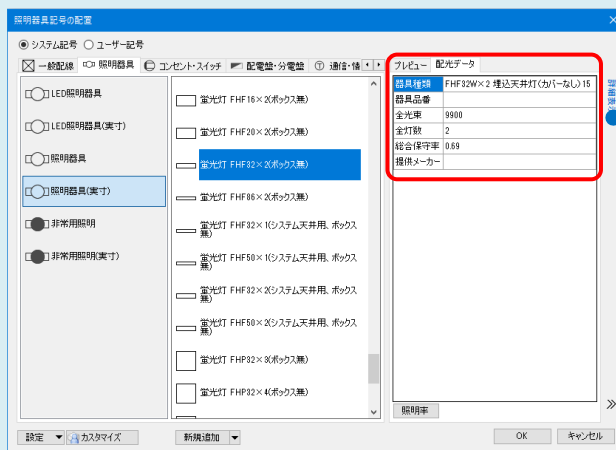 照明器具記号の配置
システム記号 ユーザー記号
一般配線 照明器具 コンセント・スイッチ 配電盤・分電盤 通信・情
プレビュー 配光データ
LED照明器具
LED照明器具(実寸)
照明器具
照明器具(実寸)
非常用照明
非常用照明(実寸)
蛍光灯 FHF16×2(ボックス無)
蛍光灯 FHF20×2(ボックス無)
蛍光灯 FHF32×2(ボックス無)
蛍光灯 FHF86×2(ボックス無)
蛍光灯 FHF32×1(システム天井用、ボックス
無)
蛍光灯 FHF50×1(システム天井用、ボックス
無)
蛍光灯 FHF32×2(システム天井用、ボックス
無)
蛍光灯 FHF50×2(システム天井用、ボックス
無)
蛍光灯 FHP32×3(ボックス無)
蛍光灯 FHP32×4(ボックス無)
器具種類 FHF32W×2 埋込天井灯(カバーなし)15
器具品番
全光束 9900
全灯数 2
総合保守率 0.69
提供メーカー
詳細表示
照明率
設定 カスタマイズ 新規追加 OK キャンセル